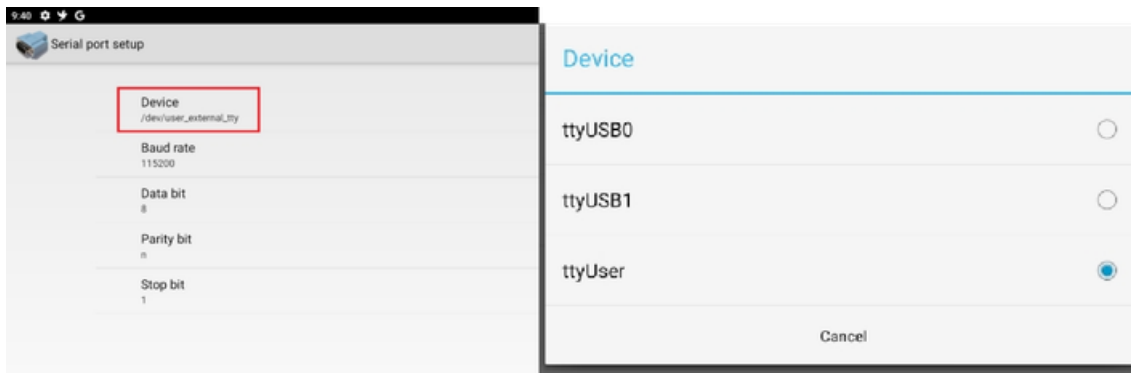 9:40
Serial port setup
Device
/dev/user_external_tty
Baud rate
115200
Data bit
8
Parity bit
n
Stop bit
1
Device
ttyUSB0
ttyUSB1
ttyUser
Cancel